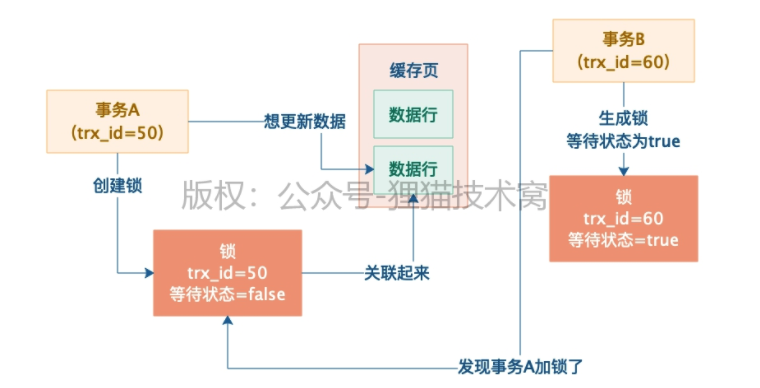 事务A
（trx_id=50）
想更新数据
缓存页
数据行
数据行
事务B
（trx_id=60）
生成锁
等待状态为true
创建锁
版权：公众号-狸猫技术窝
锁
trx_id=50
等待状态=false
关联起来
锁
trx_id=60
等待状态=true
发现事务A加锁了